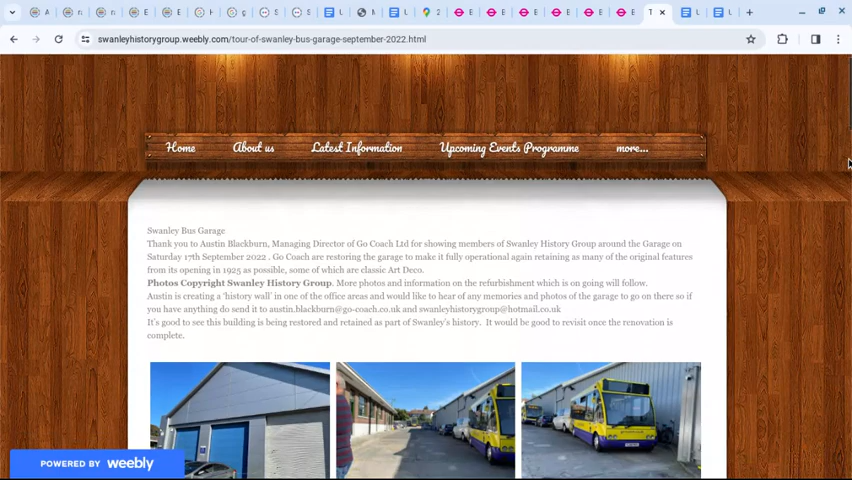 swanleyhistorygroup.weebly.com/tour-of-swanley-bus-garage-september-2022.html
Home About us Latest Information Upcoming Events Programme more...
Swanley Bus Garage
Thank you to Austin Blackburn, Managing Director of Go Coach Ltd for showing members of Swanley History Group around the Garage on
Saturday 17th September 2022 . Go Coach are restoring the garage to make it fully operational again retaining as many of the original features
from its opening in 1925 as possible, some of which are classic Art Deco.
Photos Copyright Swanley History Group. More photos and information on the refurbishment which is on going will follow.
Austin is creating a 'history wall' in one of the office areas and would like to hear of any memories and photos of the garage to go on there so if
you have anything do send it to austin.blackburn@go-coach.co.uk and swanleyhistorygroup@hotmail.co.uk
It's good to see this building is being restored and retained as part of Swanley's history. It would be good to revisit once the renovation is
complete.
POWERED BY weebly